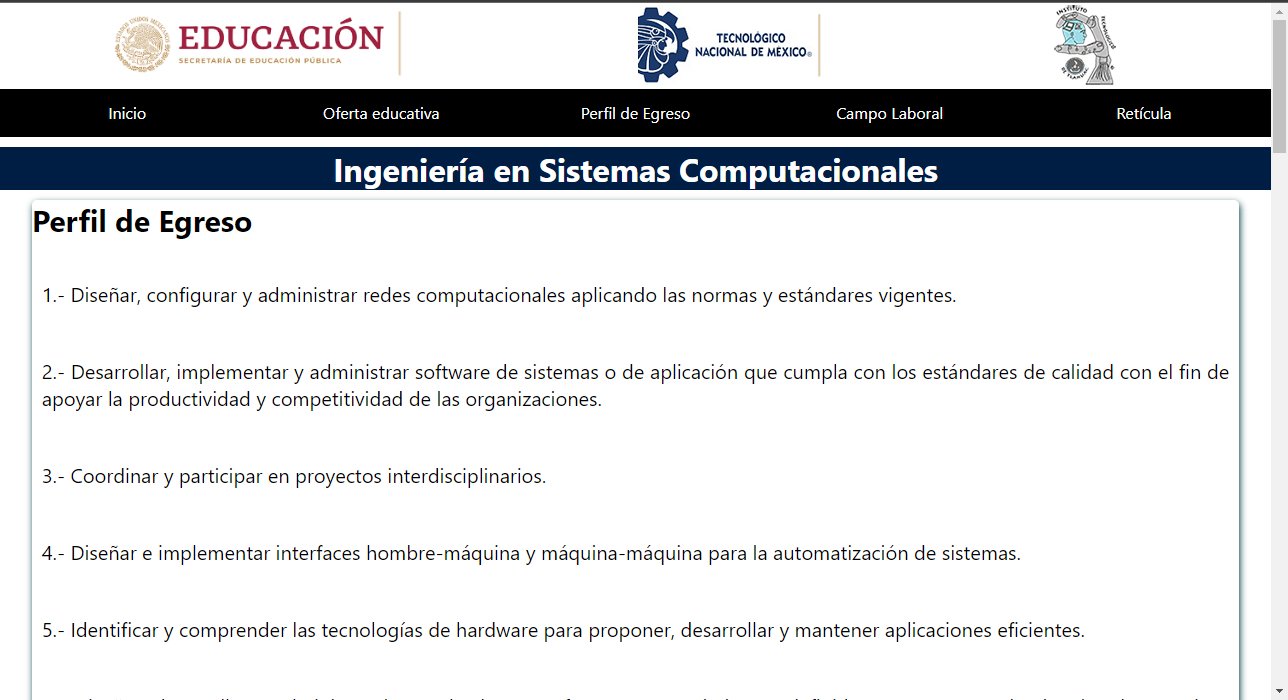 EDUCACIÓN
SECRETARÍA DE EDUCACIÓN PÚBLICA
TECNOLÓGICO
NACIONAL DE MÉXICO
INSTITUTO
TECNOLÓGICO
Inicio
Oferta educativa
Perfil de Egreso
Campo Laboral
Retícula
Ingeniería en Sistemas Computacionales
Perfil de Egreso
1.- Diseñar, configurar y administrar redes computacionales aplicando las normas y estándares vigentes.
2.- Desarrollar, implementar y administrar software de sistemas o de aplicación que cumpla con los estándares de calidad con el fin de
apoyar la productividad y competitividad de las organizaciones.
3.- Coordinar y participar en proyectos interdisciplinarios.
4.- Diseñar e implementar interfaces hombre-máquina y máquina-máquina para la automatización de sistemas.
5.- Identificar y comprender las tecnologías de hardware para proponer, desarrollar y mantener aplicaciones eficientes.